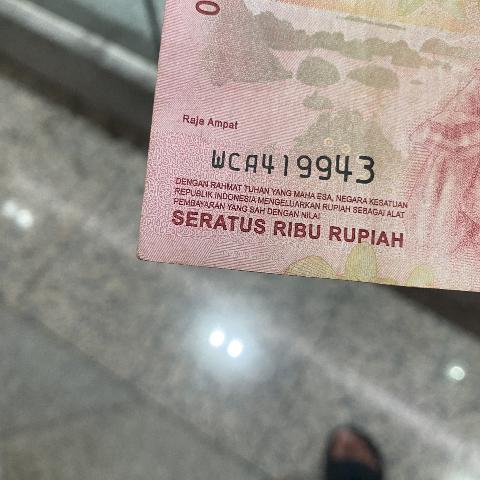 0
Raja Ampat
WCA419943
DENGAN RAHMAT TUHAN YANG MAHA ESA, NEGARA KESATUAN
REPUBLIK INDONESIA MENGELUARKAN RUPIAH SEBAGAI ALAT
PEMBAYARAN YANG SAH DENGAN NILAI
SERATUS RIBU RUPIAH